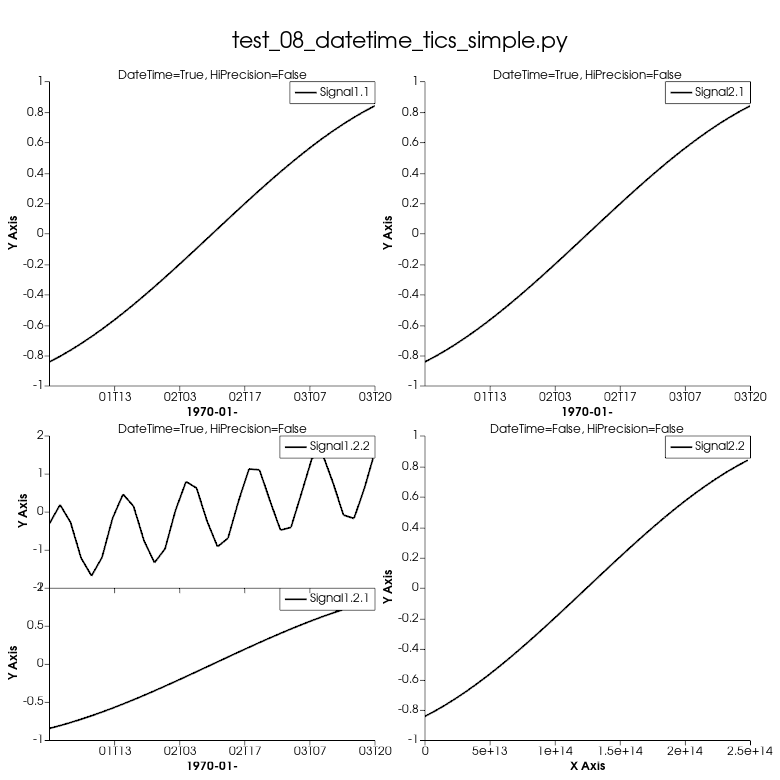 test_08_datetime_tics_simple.py
DateTime=True, HiPrecision=False
Signal1.1
1
0.8
0.6
0.4
0.2
0
-0.2
-0.4
-0.6
-0.8
-1
Y Axis
01T13 02T03 02T17 03T07 03T20
1970-01-
DateTime=True, HiPrecision=False
Signal2.1
1
0.8
0.6
0.4
0.2
0
-0.2
-0.4
-0.6
-0.8
-1
Y Axis
01T13 02T03 02T17 03T07 03T20
1970-01-
DateTime=True, HiPrecision=False
Signal1.2.2
2
1
0
-1
Y Axis
Signal1.2.1
0.5
0
-0.5
-1
Y Axis
01T13 02T03 02T17 03T07 03T20
1970-01-
DateTime=False, HiPrecision=False
Signal2.2
1
0.8
0.6
0.4
0.2
0
-0.2
-0.4
-0.6
-0.8
-1
Y Axis
0 5e+13 1e+14 1.5e+14 2e+14 2.5e+14
X Axis